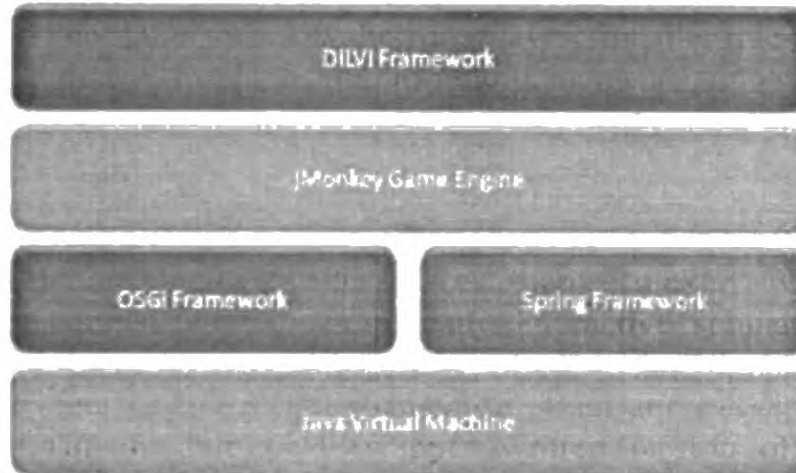 DILVI Framework
jMonkey Game Engine
OSGi Framework
Spring Framework
Java Virtual Machine